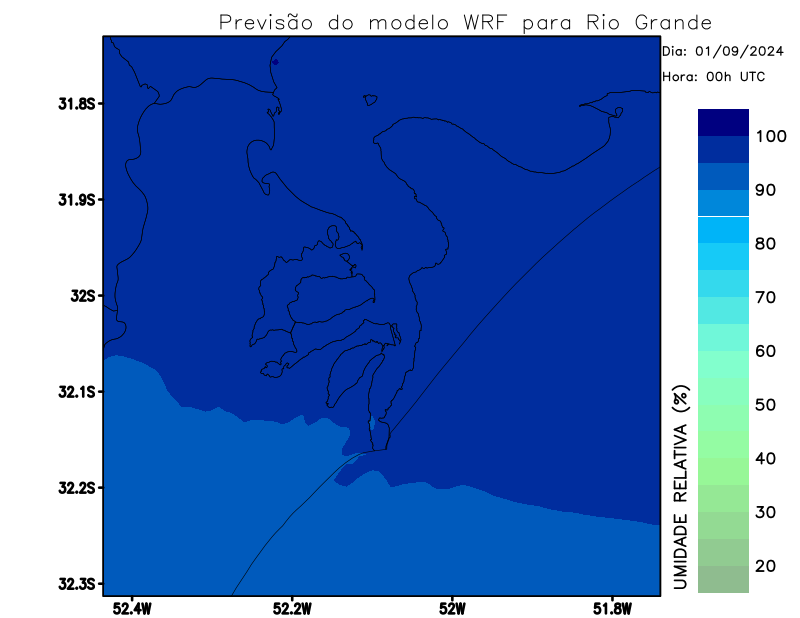 Previsão do modelo WRF para Rio Grande
Dia: 01/09/2024
Hora: 00h UTC
31.8S
31.9S
32S
32.1S
32.2S
32.3S
52.4W
52.2W
52W
51.8W
100
90
80
70
60
50
40
30
20
UMIDADE RELATIVA (%)